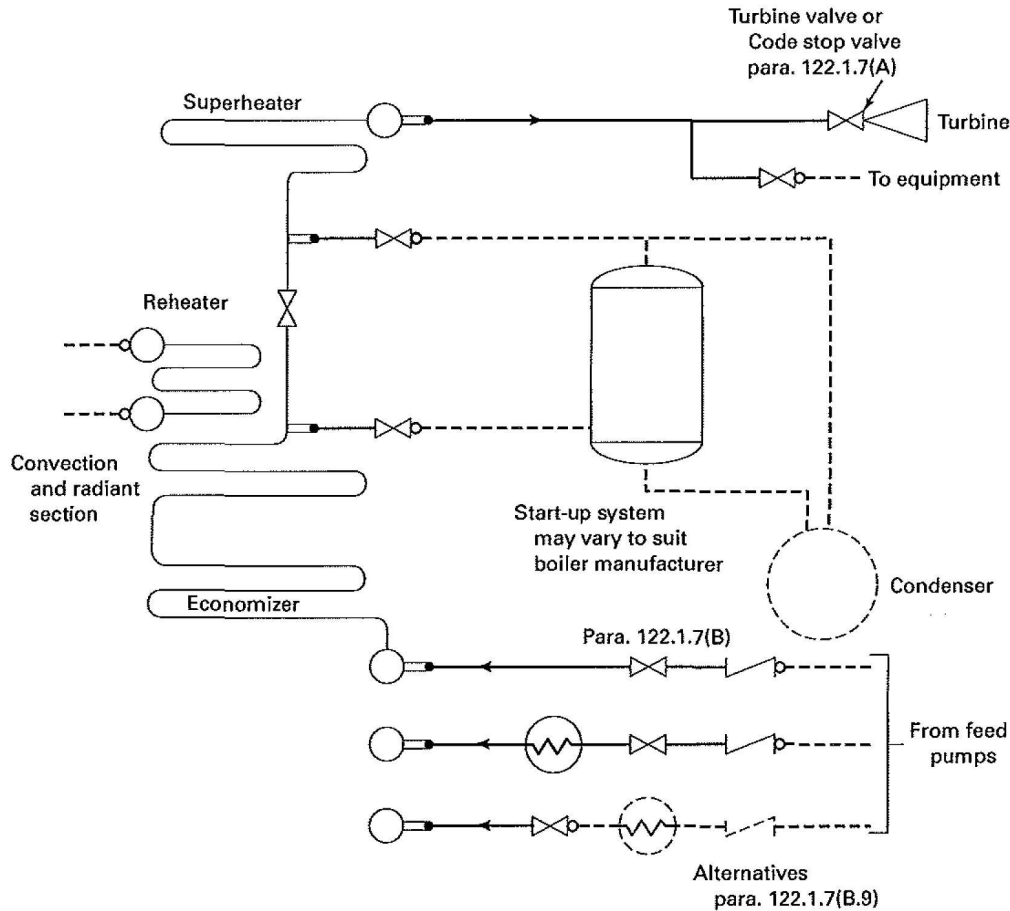 Turbine valve or
Code stop valve
para. 122.1.7(A)
Superheater
Turbine
To equipment
Reheater
Convection
and radiant
section
Start-up system
may vary to suit
boiler manufacturer
Condenser
Economizer
Para. 122.1.7(B)
From feed
pumps
Alternatives
para. 122.1.7(B.9)